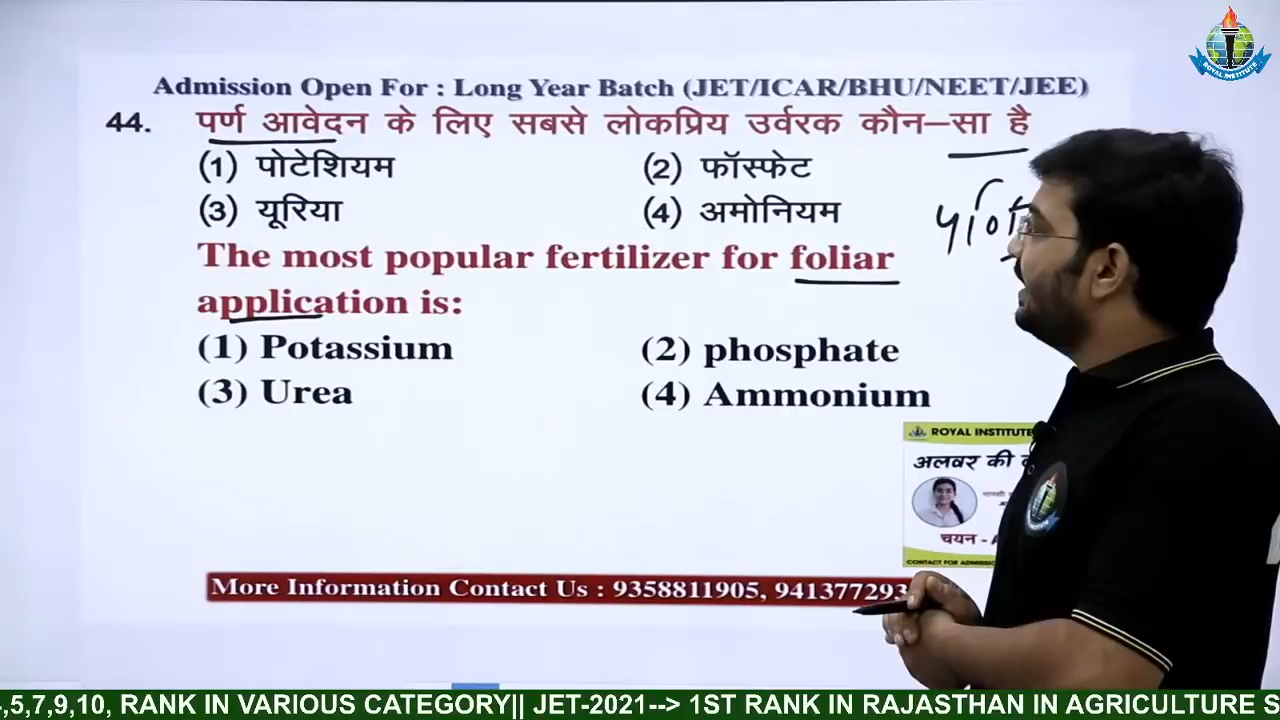 ROYAL INSTITUTE
Admission Open For : Long Year Batch (JET/ICAR/BHU/NEET/JEE)
44. पर्ण आवेदन के लिए सबसे लोकप्रिय उर्वरक कौन–सा है
(1) पोटेशियम (2) फॉस्फेट
(3) यूरिया (4) अमोनियम
The most popular fertilizer for foliar
application is:
(1) Potassium (2) phosphate
(3) Urea (4) Ammonium
ROYAL INSTITUTE
अलवर की
चयन -
CONTACT FOR ADMISSIO
More Information Contact Us : 9358811905, 941377293
,5,7,9,10, RANK IN VARIOUS CATEGORY|| JET-2021--> 1ST RANK IN RAJASTHAN IN AGRICULTURE S